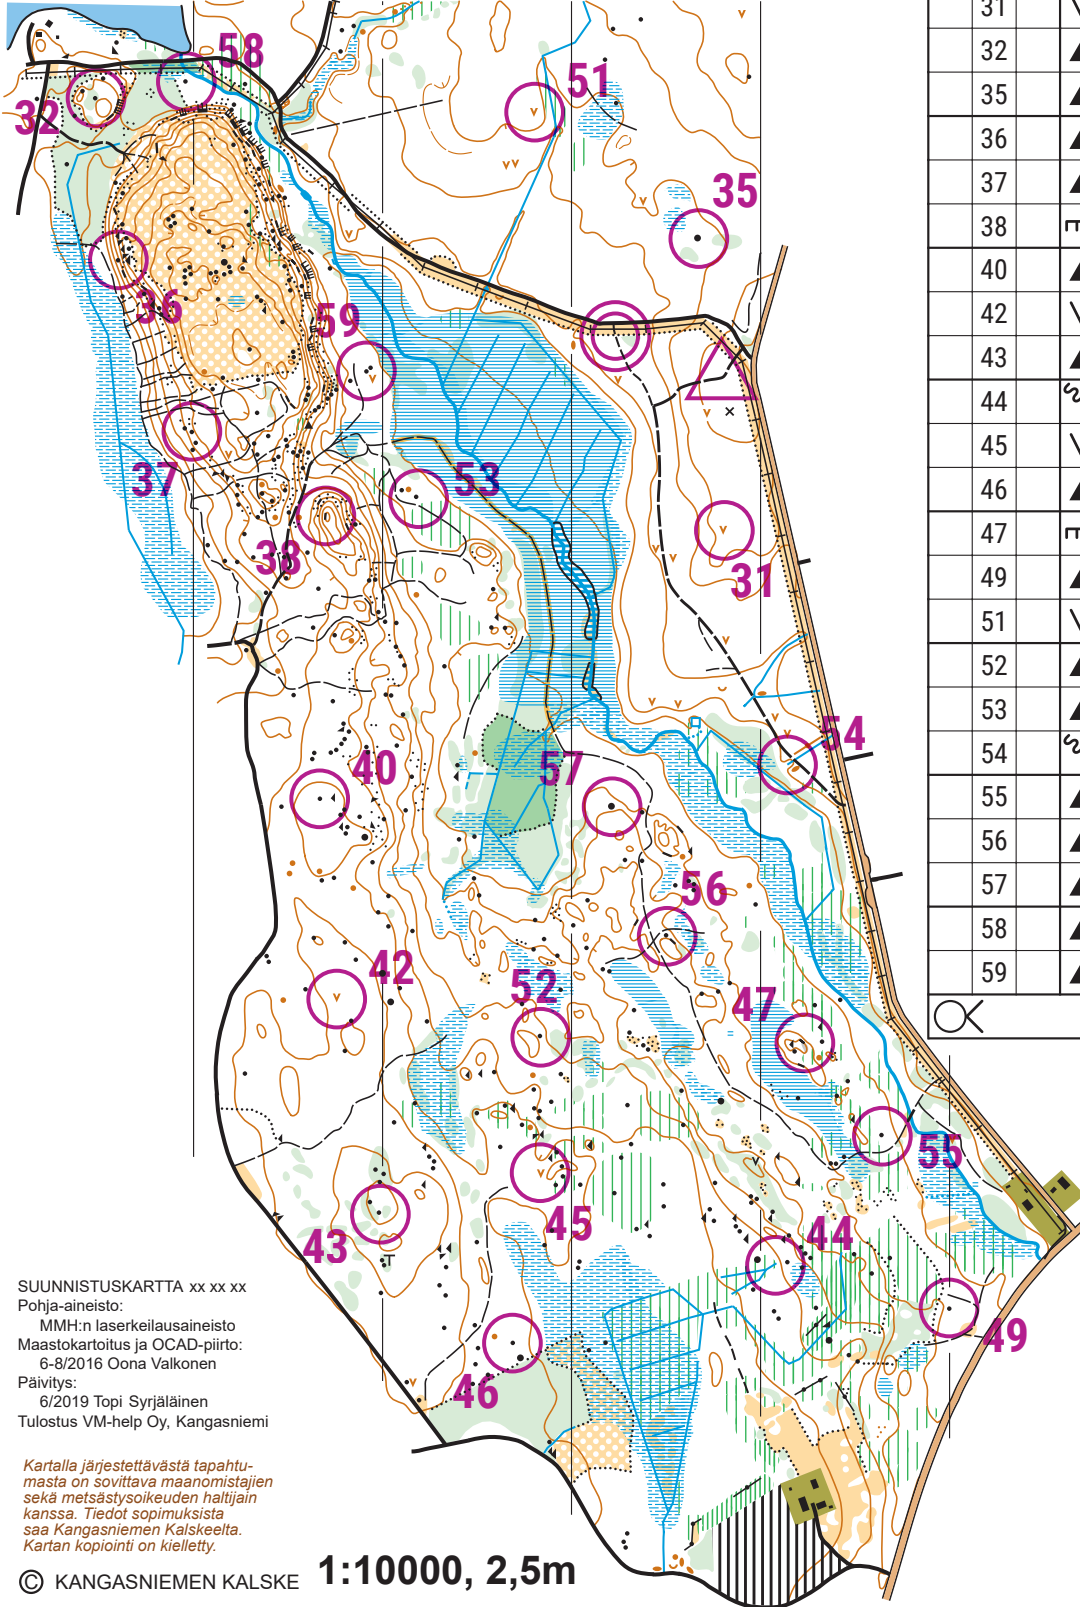 58
51
32
35
36
59
37
53
38
31
54
40
57
56
42
52
47
55
45
44
43
49
46
31
32
35
36
37
38
40
42
43
44
45
46
47
49
51
52
53
54
55
56
57
58
59
SUUNNISTUSKARTTA xx xx xx
Pohja-aineisto:
MMH:n laserkeilausaineisto
Maastokartoitus ja OCAD-piirto:
6-8/2016 Oona Valkonen
Päivitys:
6/2019 Topi Syrjäläinen
Tulostus VM-help Oy, Kangasniemi
Kartalla järjestettävästä tapahtu-
masta on sovittava maanomistajien
sekä metsästysoikeuden haltijain
kanssa. Tiedot sopimuksista
saa Kangasniemen Kalskeelta.
Kartan kopiointi on kielletty.
© KANGASNIEMEN KALSKE
1:10000, 2,5m